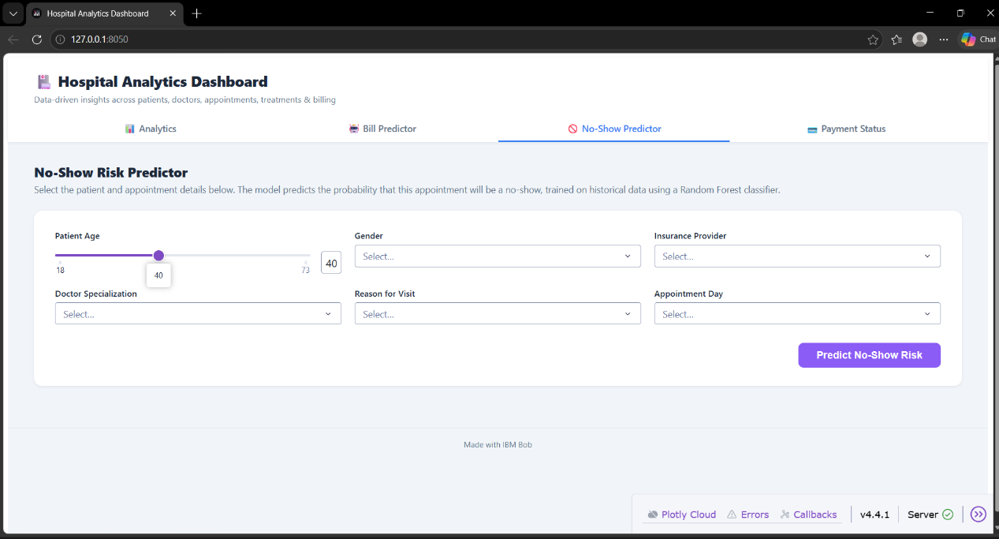 Hospital Analytics Dashboard
127.0.0.1:8050
Chat
Hospital Analytics Dashboard
Data-driven insights across patients, doctors, appointments, treatments & billing
Analytics
Bill Predictor
No-Show Predictor
Payment Status
No-Show Risk Predictor
Select the patient and appointment details below. The model predicts the probability that this appointment will be a no-show, trained on historical data using a Random Forest classifier.
Patient Age
Gender
Insurance Provider
18
73
40
40
Select...
Select...
Doctor Specialization
Reason for Visit
Appointment Day
Select...
Select...
Select...
Predict No-Show Risk
Made with IBM Bob
Plotly Cloud
Errors
Callbacks
v4.4.1
Server